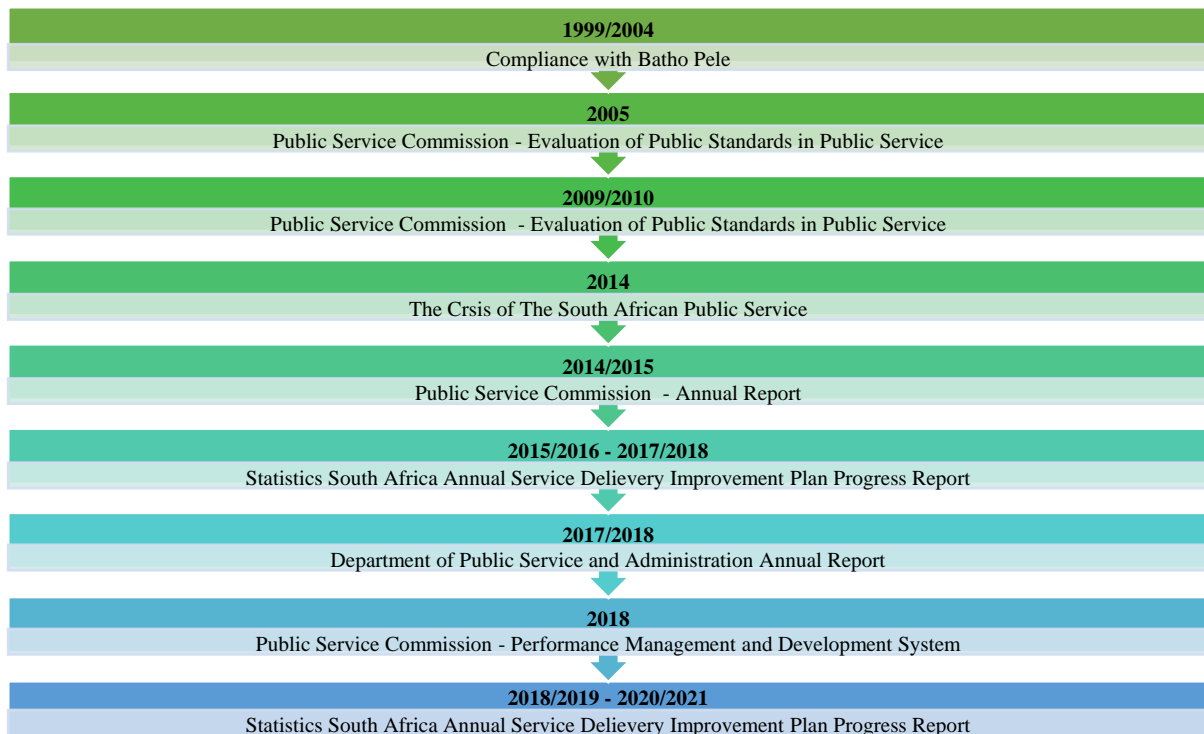 1999/2004
Compliance with Batho Pele
2005
Public Service Commission - Evaluation of Public Standards in Public Service
2009/2010
Public Service Commission - Evaluation of Public Standards in Public Service
2014
The Crsis of The South African Public Service
2014/2015
Public Service Commission - Annual Report
2015/2016 - 2017/2018
Statistics South Africa Annual Service Delievery Improvement Plan Progress Report
2017/2018
Department of Public Service and Administration Annual Report
2018
Public Service Commission - Performance Management and Development System
2018/2019 - 2020/2021
Statistics South Africa Annual Service Delievery Improvement Plan Progress Report